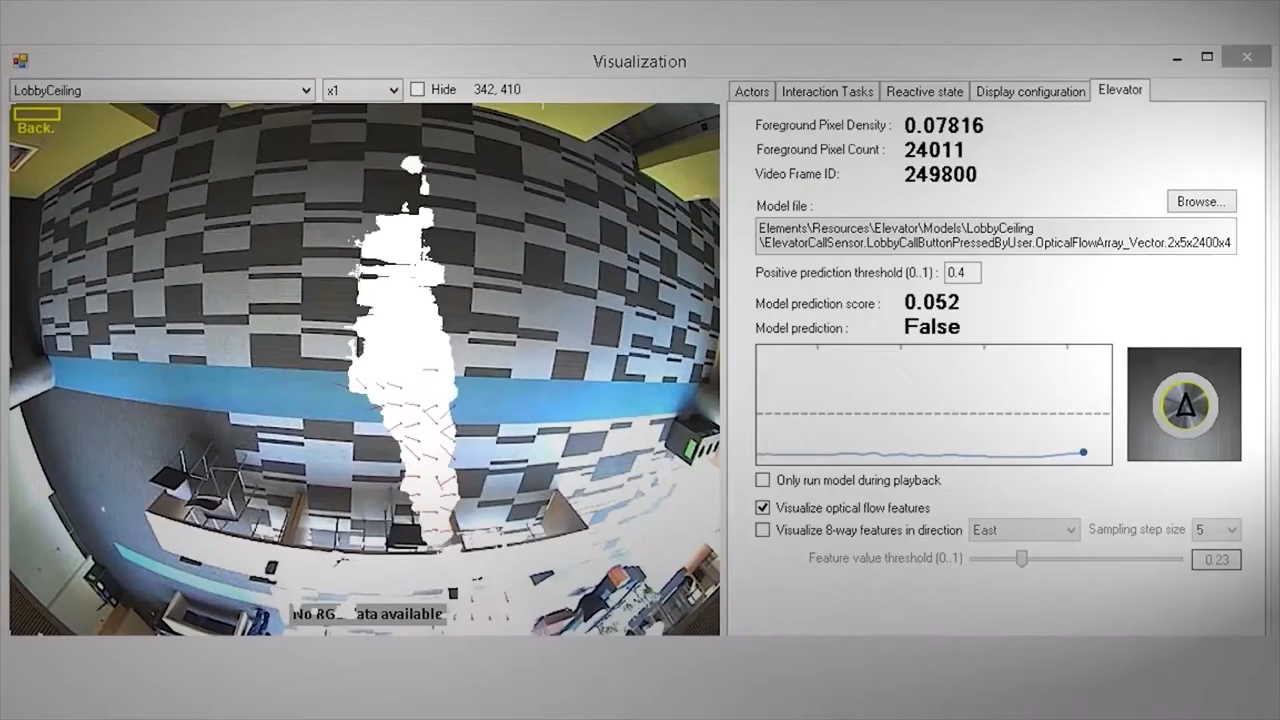 Visualization
LobbyCeiling
x1
Hide
342, 410
Back.
No RG ata available
Actors
Interaction Tasks
Reactive state
Display configuration
Elevator
Foreground Pixel Density : 0.07816
Foreground Pixel Count : 24011
Video Frame ID: 249800
Model file :
Browse...
Elements\Resources\Elevator\Models\LobbyCeiling
\ElevatorCallSensor.LobbyCallButtonPressedByUser.OpticalFlowArray_Vector.2x5x2400x4
Positive prediction threshold (0..1) : 0.4
Model prediction score : 0.052
Model prediction : False
Only run model during playback
Visualize optical flow features
Visualize 8-way features in direction East Sampling step size 5
Feature value threshold (0..1) 0.23